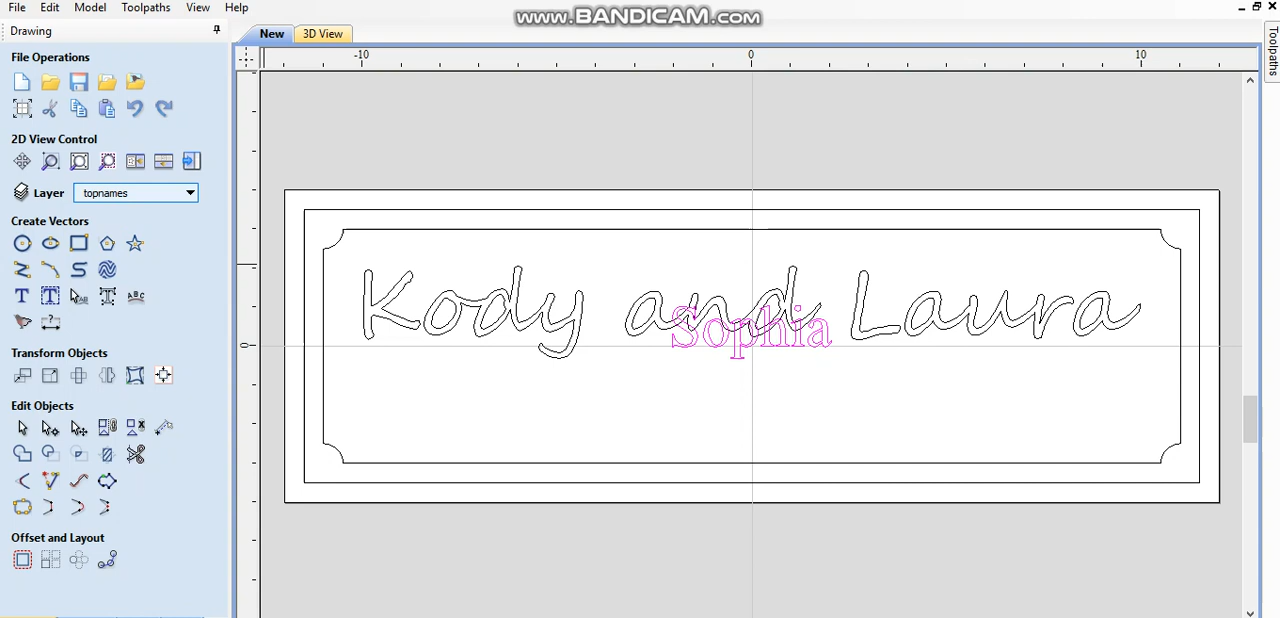 File Edit Model Toolpaths View Help
www.BANDICAM.com
Drawing
New 3D View
Toolpaths
File Operations
-10 0 10
2D View Control
Layer topnames
Create Vectors
Kody and Laura
Sophia
0
Transform Objects
Edit Objects
Offset and Layout